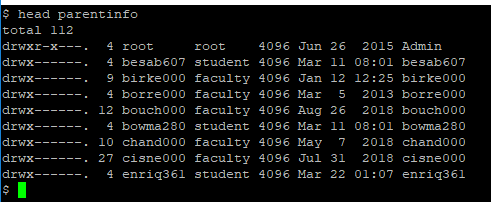 $ head parentinfo
total 112
drwxr-x---.  4 root     root    4096 Jun 26  2015 Admin
drwx------.  4 besab607 student 4096 Mar 11 08:01 besab607
drwx------.  9 birke000 faculty 4096 Jan 12 12:25 birke000
drwx------.  4 borre000 faculty 4096 Mar  5  2013 borre000
drwx------. 12 bouch000 faculty 4096 Aug 26  2018 bouch000
drwx------.  4 bowma280 student 4096 Mar 11 08:01 bowma280
drwx------. 10 chand000 faculty 4096 May  7  2018 chand000
drwx------. 27 cisne000 faculty 4096 Jul 31  2018 cisne000
drwx------.  4 enriq361 student 4096 Mar 22 01:07 enriq361
$